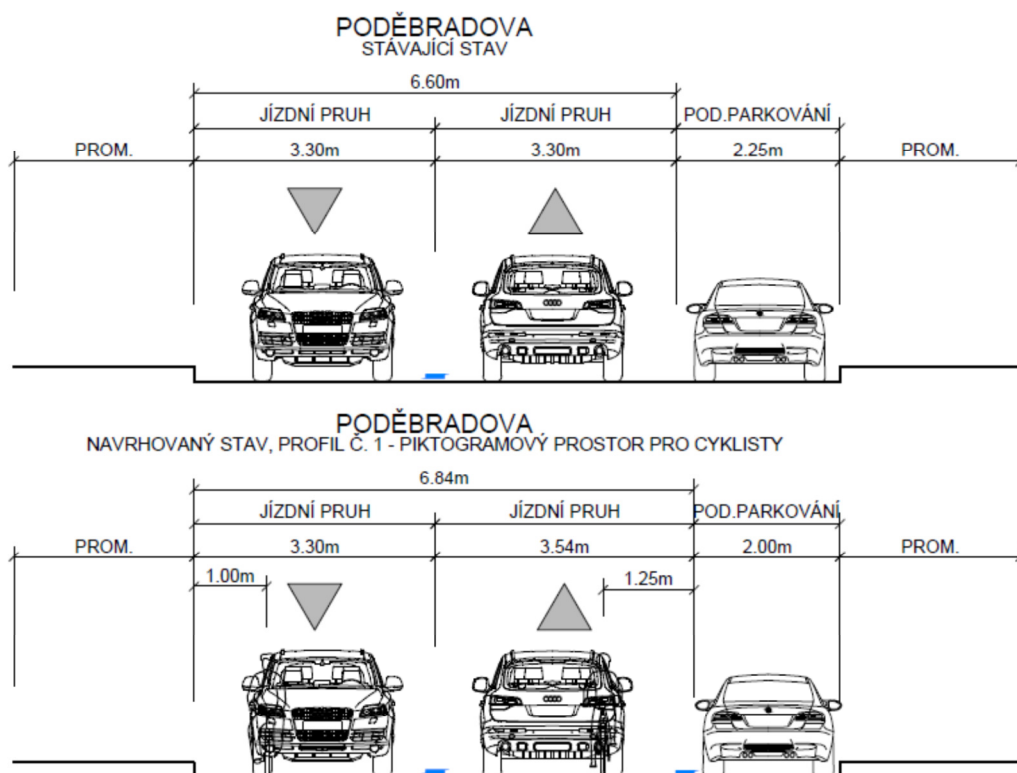 PODĚBRADOVA
STÁVAJÍCÍ STAV
6.60m
JÍZDNÍ PRUH JÍZDNÍ PRUH POD.PARKOVÁNÍ
PROM. 3.30m 3.30m 2.25m PROM.
PODĚBRADOVA
NAVRHOVANÝ STAV, PROFIL Č. 1 - PIKTOGRAMOVÝ PROSTOR PRO CYKLISTY
6.84m
JÍZDNÍ PRUH JÍZDNÍ PRUH POD.PARKOVÁNÍ
PROM. 3.30m 3.54m 2.00m PROM.
1.00m 1.25m